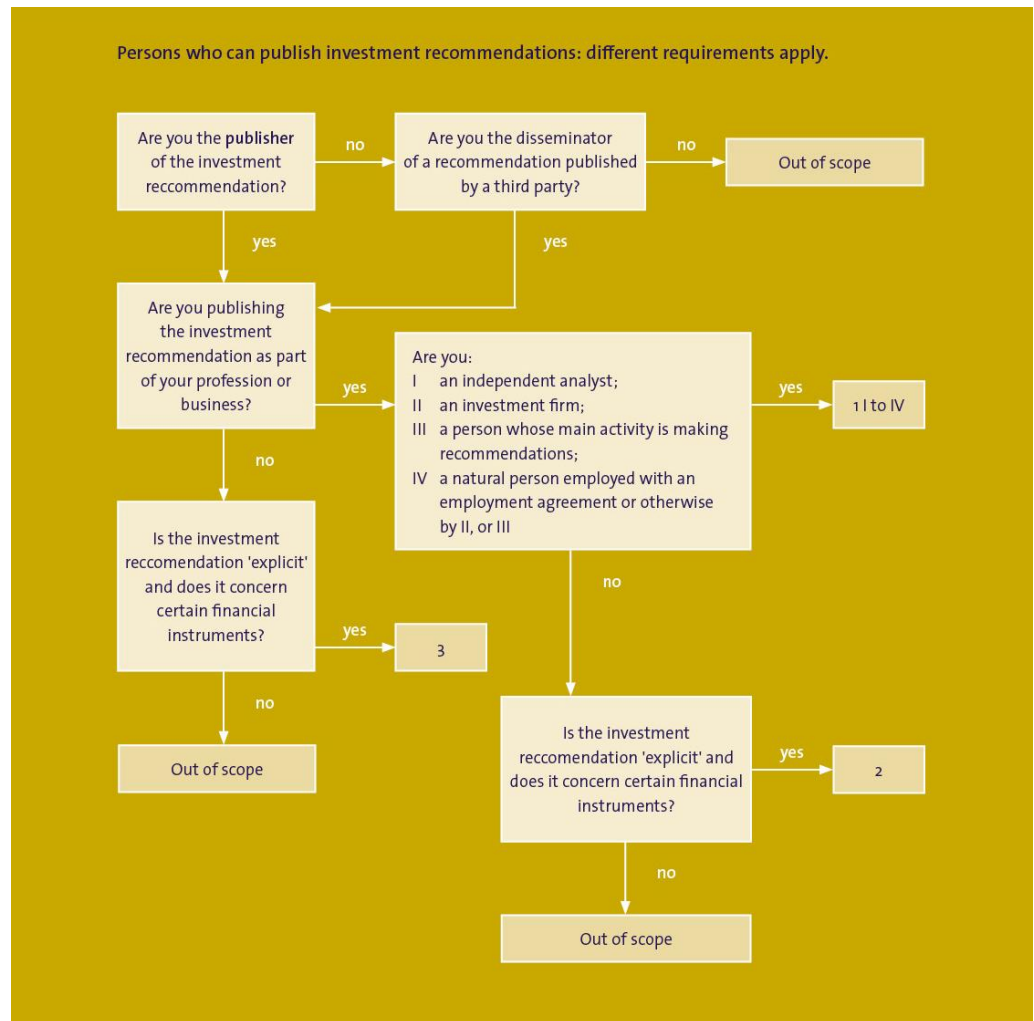 Persons who can publish investment recommendations: different requirements apply.
Are you the publisher
of the investment
reccommendation?
no
Are you the disseminator
of a recommendation published
by a third party?
no
Out of scope
yes
yes
Are you publishing
the investment
recommendation as part
of your profession or
business?
yes
Are you:
I an independent analyst;
II an investment firm;
III a person whose main activity is making
recommendations;
IV a natural person employed with an
employment agreement or otherwise
by II, or III
yes
1 I to IV
no
Is the investment
reccomendation 'explicit'
and does it concern
certain financial
instruments?
yes
3
no
no
Out of scope
Is the investment
reccomendation 'explicit' and
does it concern certain financial
instruments?
yes
2
no
Out of scope